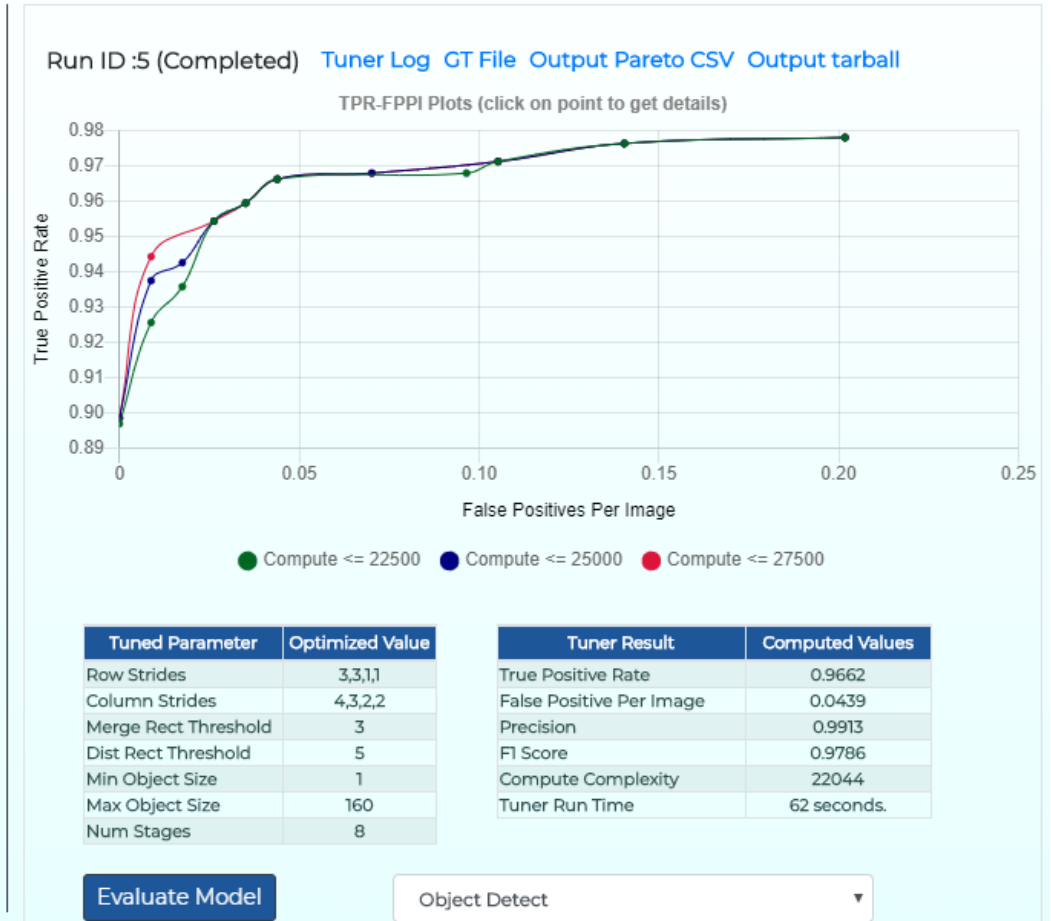 Run ID :5 (Completed) Tuner Log GT File Output Pareto CSV Output tarball
TPR-FPPI Plots (click on point to get details)
True Positive Rate
0.98
0.97
0.96
0.95
0.94
0.93
0.92
0.91
0.90
0.89
0 0.05 0.10 0.15 0.20 0.25
False Positives Per Image
Compute <= 22500 Compute <= 25000 Compute <= 27500
Tuned Parameter Optimized Value
Row Strides 3,3,1,1
Column Strides 4,3,2,2
Merge Rect Threshold 3
Dist Rect Threshold 5
Min Object Size 1
Max Object Size 160
Num Stages 8
Tuner Result Computed Values
True Positive Rate 0.9662
False Positive Per Image 0.0439
Precision 0.9913
F1 Score 0.9786
Compute Complexity 22044
Tuner Run Time 62 seconds.
Evaluate Model Object Detect